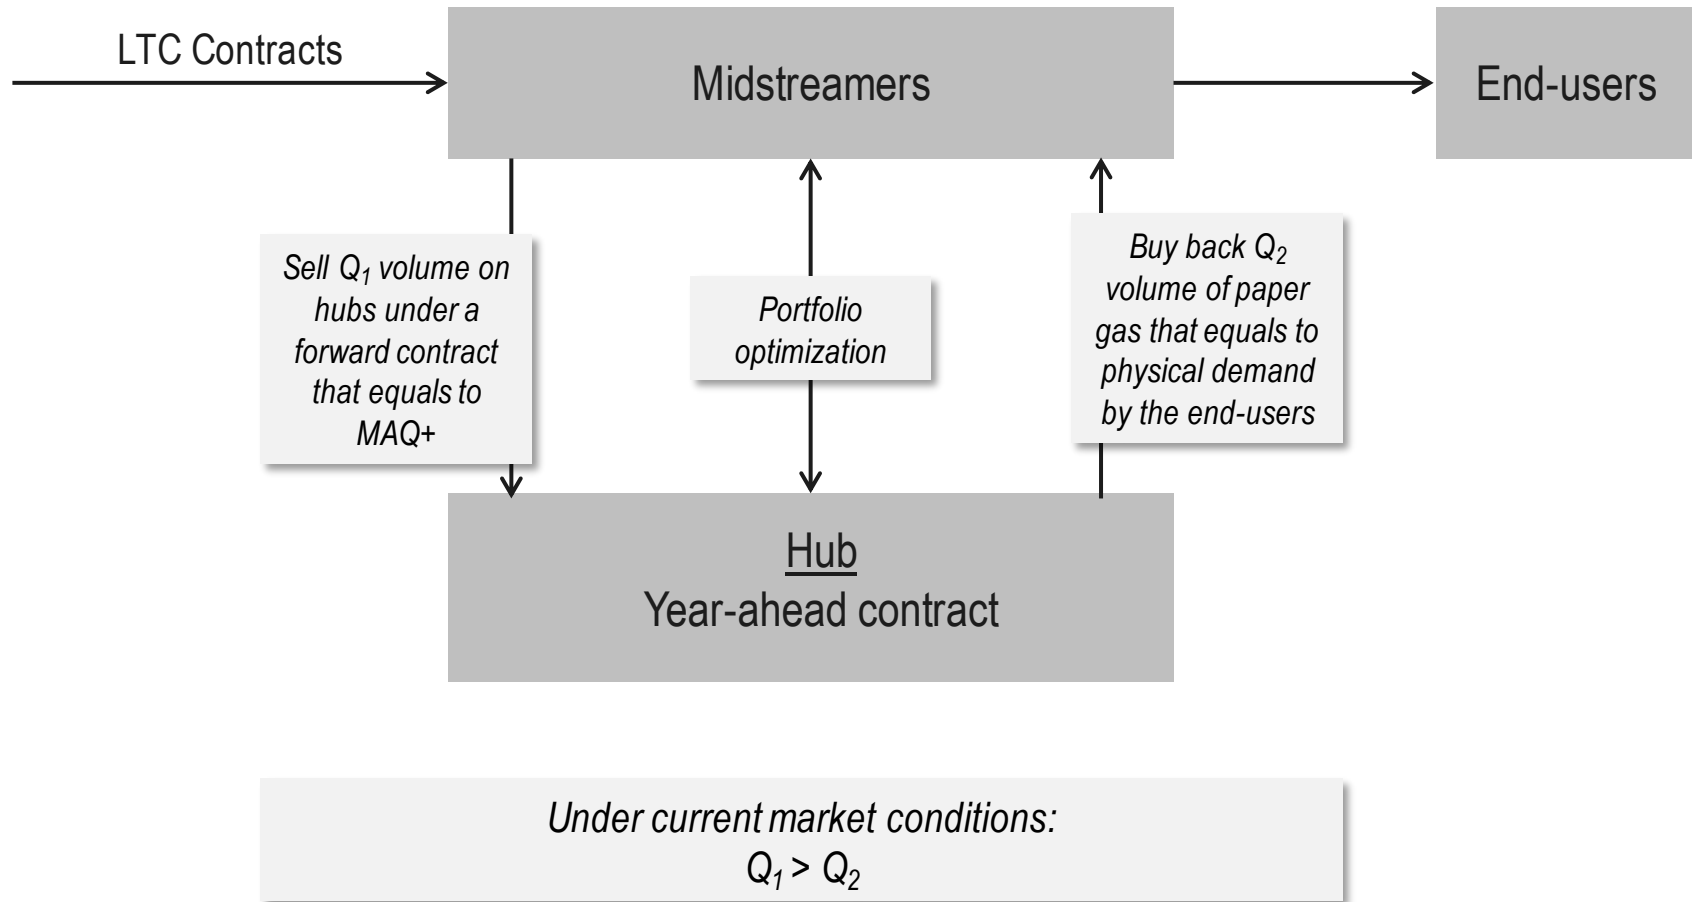 LTC Contracts
Midstreamers
End-users
Sell Q₁ volume on
hubs under a
forward contract
that equals to
MAQ+
Portfolio
optimization
Buy back Q₂
volume of paper
gas that equals to
physical demand
by the end-users
Hub
Year-ahead contract
Under current market conditions:
Q₁ > Q₂